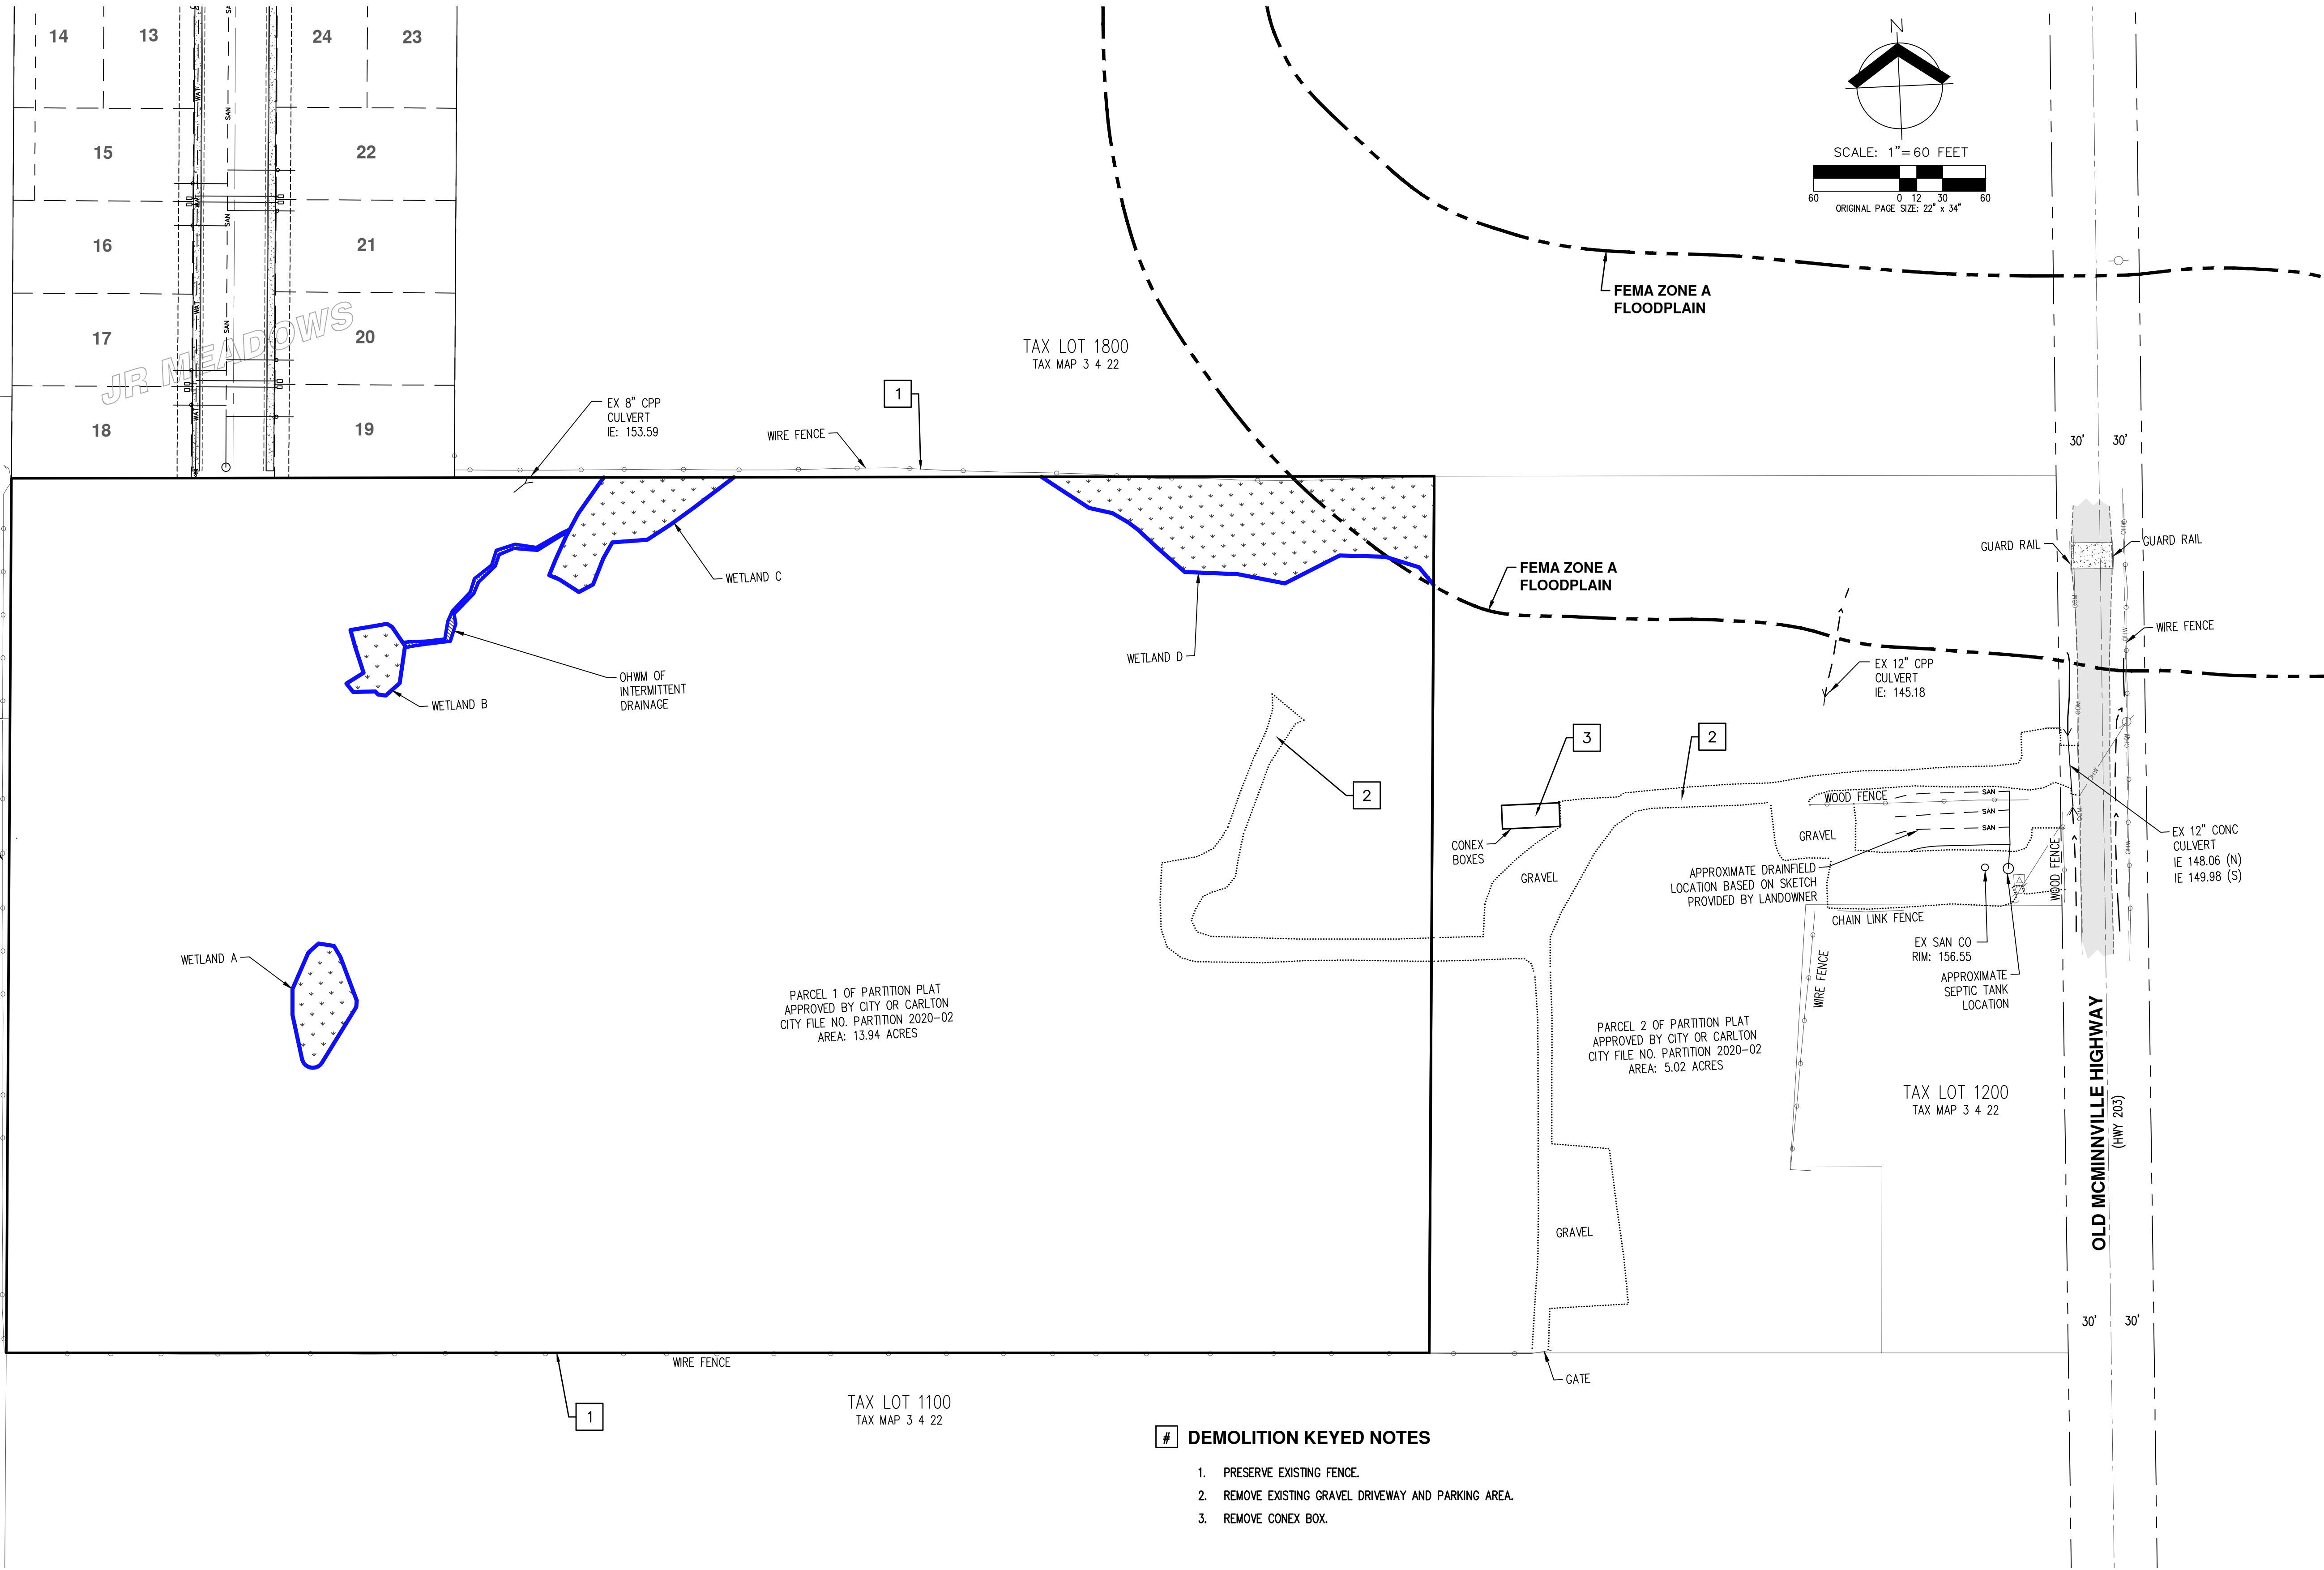 14
13
24
23
SAN
WAT
SAN
15
22
WAT
SAN
16
21
WAT
SAN
17
20
JR MEADOWS
WAT
18
19
N
SCALE: 1"=60 FEET
60
0
12
30
60
ORIGINAL PAGE SIZE: 22" x 34"
FEMA ZONE A
FLOODPLAIN
TAX LOT 1800
TAX MAP 3 4 22
EX 8" CPP
CULVERT
IE: 153.59
1
WIRE FENCE
30'
30'
GUARD RAIL
GUARD RAIL
WETLAND C
FEMA ZONE A
FLOODPLAIN
WIRE FENCE
WETLAND D
EX 12" CPP
CULVERT
IE: 145.18
OHWM OF
INTERMITTENT
DRAINAGE
WETLAND B
3
2
2
WOOD FENCE
SAN
SAN
SAN
GRAVEL
CONEX
BOXES
EX 12" CONC
CULVERT
IE 148.06 (N)
IE 149.98 (S)
WOOD FENCE
GRAVEL
APPROXIMATE DRAINFIELD
LOCATION BASED ON SKETCH
PROVIDED BY LANDOWNER
CHAIN LINK FENCE
EX SAN CO
RIM: 156.55
APPROXIMATE
SEPTIC TANK
LOCATION
WIRE FENCE
WETLAND A
PARCEL 1 OF PARTITION PLAT
APPROVED BY CITY OR CARLTON
CITY FILE NO. PARTITION 2020-02
AREA: 13.94 ACRES
PARCEL 2 OF PARTITION PLAT
APPROVED BY CITY OR CARLTON
CITY FILE NO. PARTITION 2020-02
AREA: 5.02 ACRES
TAX LOT 1200
TAX MAP 3 4 22
OLD MCMINNVILLE HIGHWAY
(HWY 203)
GRAVEL
30'
30'
WIRE FENCE
GATE
1
TAX LOT 1100
TAX MAP 3 4 22
# DEMOLITION KEYED NOTES
1. PRESERVE EXISTING FENCE.
2. REMOVE EXISTING GRAVEL DRIVEWAY AND PARKING AREA.
3. REMOVE CONEX BOX.